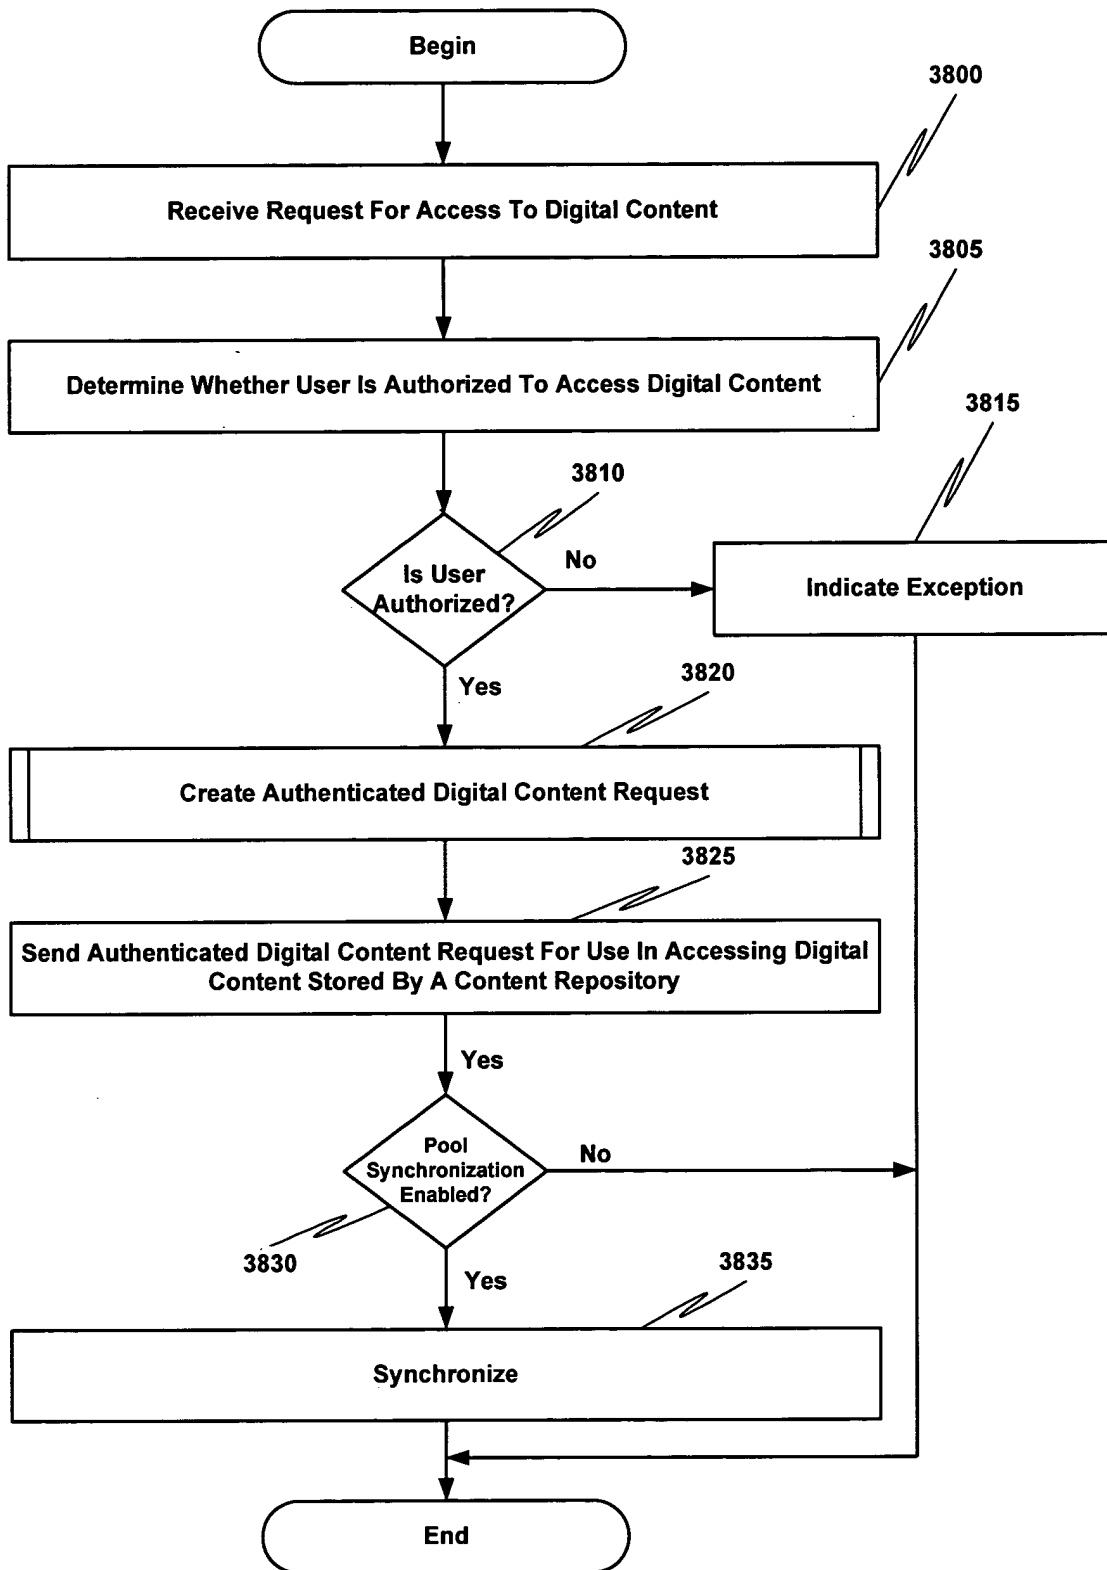 Begin
3800
Receive Request For Access To Digital Content
3805
Determine Whether User Is Authorized To Access Digital Content
3815
3810
Is User
Authorized?
No
Indicate Exception
Yes
3820
Create Authenticated Digital Content Request
3825
Send Authenticated Digital Content Request For Use In Accessing Digital
Content Stored By A Content Repository
Yes
Pool
Synchronization
Enabled?
No
3830
Yes
3835
Synchronize
End